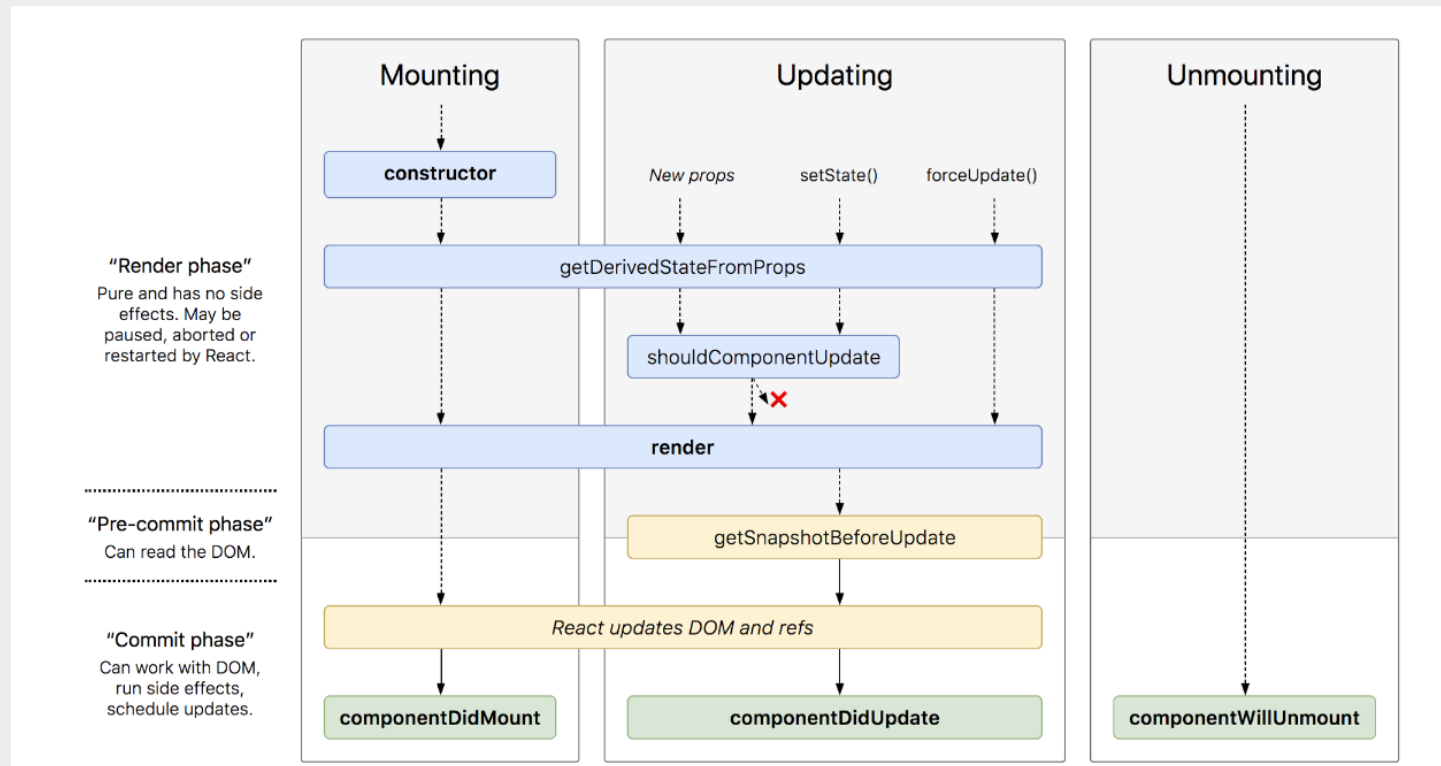 Mounting
Updating
Unmounting
constructor
New props
setState()
forceUpdate()
“Render phase”
Pure and has no side
effects. May be
paused, aborted or
restarted by React.
getDerivedStateFromProps
shouldComponentUpdate
render
“Pre-commit phase”
Can read the DOM.
getSnapshotBeforeUpdate
“Commit phase”
Can work with DOM,
run side effects,
schedule updates.
React updates DOM and refs
componentDidMount
componentDidUpdate
componentWillUnmount